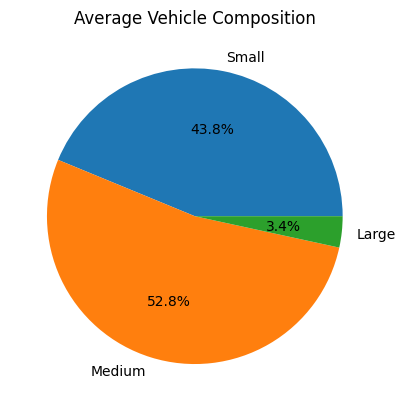 Average Vehicle Composition
Small
43.8%
3.4%
Large
52.8%
Medium